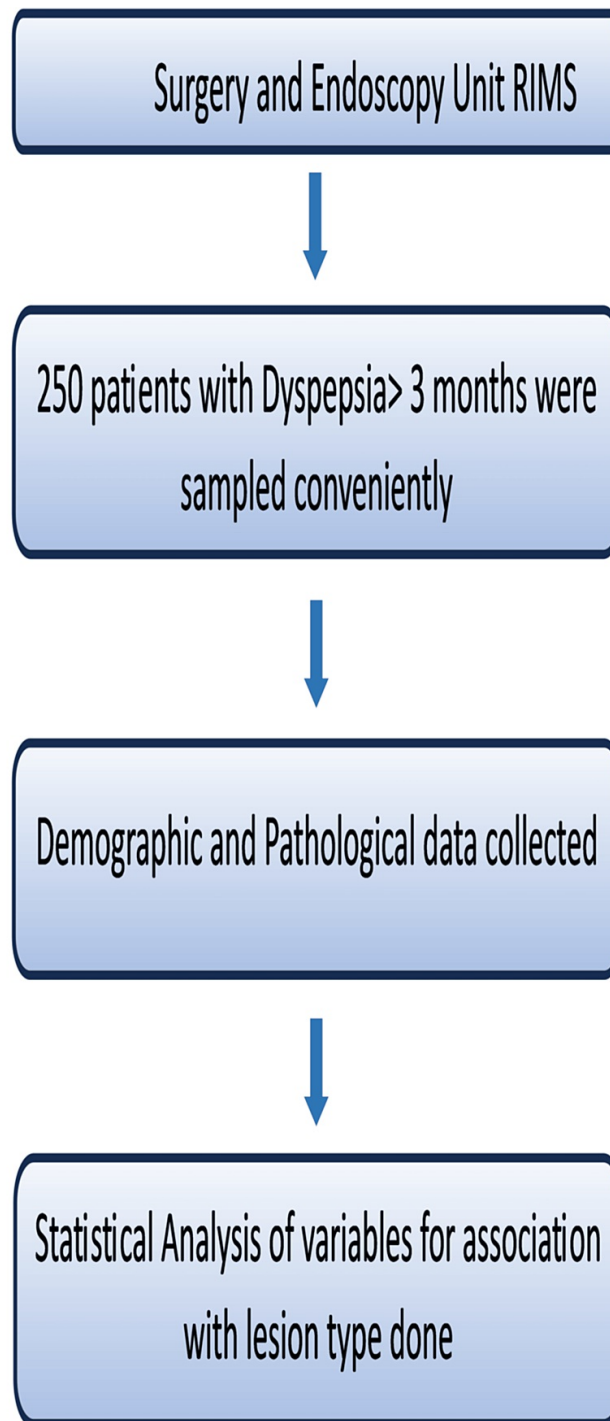 Surgery and Endoscopy Unit RIMS
250 patients with Dyspepsia> 3 months were
sampled conveniently
Demographic and Pathological data collected
Statistical Analysis of variables for association
with lesion type done